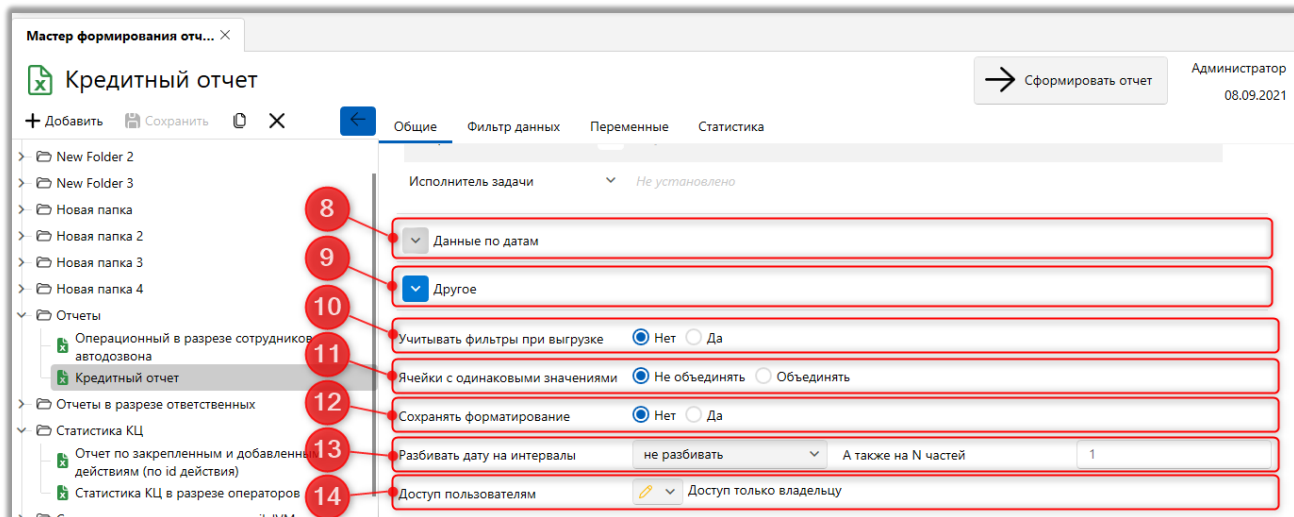 Мастер формирования отч...
Кредитный отчет
Сформировать отчет
Администратор
08.09.2021
Добавить Сохранить
Общие Фильтр данных Переменные Статистика
New Folder 2
New Folder 3
Новая папка
Новая папка 2
Новая папка 3
Новая папка 4
Отчеты
Операционный в разрезе сотрудников
автодозвона
Кредитный отчет
Отчеты в разрезе ответственных
Статистика КЦ
Отчет по закрепленным и добавленным
действиям (по id действия)
Статистика КЦ в разрезе операторов
Исполнитель задачи Не установлено
8 Данные по датам
9 Другое
10 Учитывать фильтры при выгрузке Нет Да
11 Ячейки с одинаковыми значениями Не объединять Объединять
12 Сохранять форматирование Нет Да
13 Разбивать дату на интервалы не разбивать А также на N частей 1
14 Доступ пользователям Доступ только владельцу